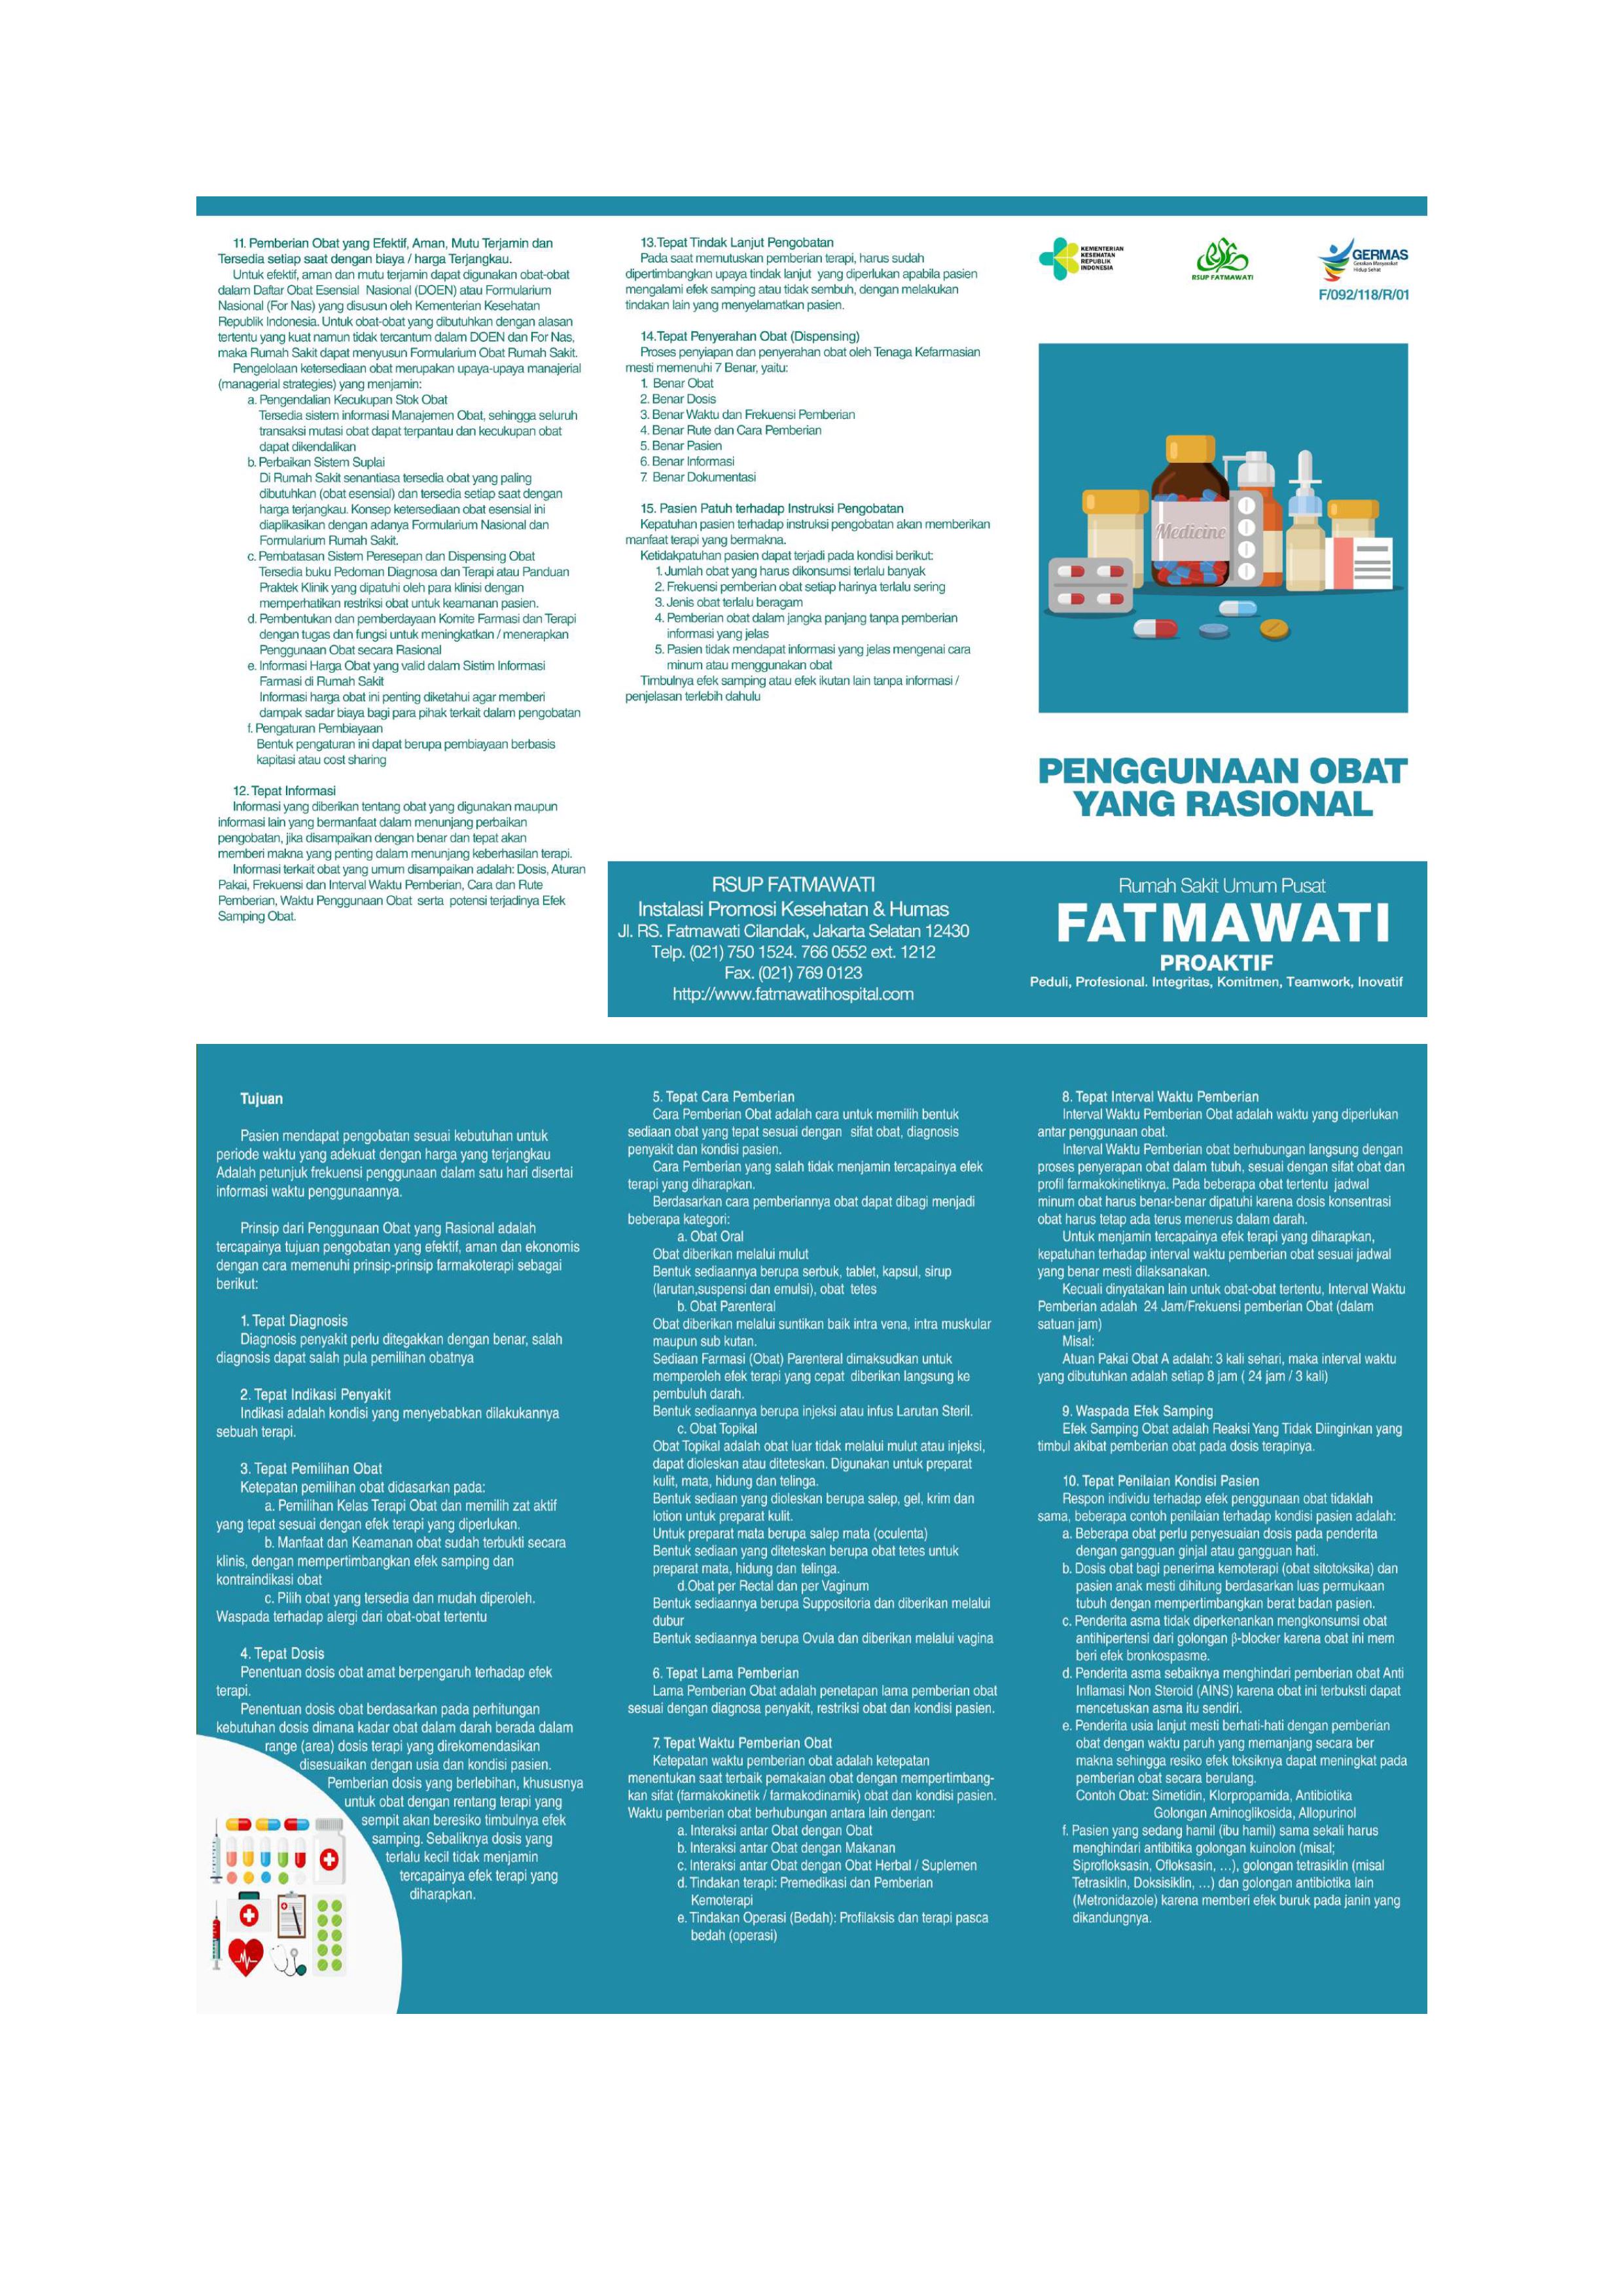 11. Pemberian Obat yang Efektif, Aman, Mutu Terjamin dan
Tersedia setiap saat dengan biaya / harga Terjangkau.
Untuk efektif, aman dan mutu terjamin dapat digunakan obat-obat
dalam Daftar Obat Esensial Nasional (DOEN) atau Formularium
Nasional (For Nas) yang disusun oleh Kementerian Kesehatan
Republik Indonesia. Untuk obat-obat yang dibutuhkan dengan alasan
tertentu yang kuat namun tidak tercantum dalam DOEN dan For Nas,
maka Rumah Sakit dapat menyusun Formularium Obat Rumah Sakit.
Pengelolaan ketersediaan obat merupakan upaya-upaya manajerial
(managerial strategies) yang menjamin:
a. Pengendalian Kecukupan Stok Obat
Tersedia sistem informasi Manajemen Obat, sehingga seluruh
transaksi mutasi obat dapat terpantau dan kecukupan obat
dapat dikendalikan
b. Perbaikan Sistem Suplai
Di Rumah Sakit senantiasa tersedia obat yang paling
dibutuhkan (obat esensial) dan tersedia setiap saat dengan
harga terjangkau. Konsep ketersediaan obat esensial ini
diaplikasikan dengan adanya Formularium Nasional dan
Formularium Rumah Sakit.
c. Pembatasan Sistem Peresepan dan Dispensing Obat
Tersedia buku Pedoman Diagnosa dan Terapi atau Panduan
Praktek Klinik yang dipatuhi oleh para klinisi dengan
memperhatikan restriksi obat untuk keamanan pasien.
d. Pembentukan dan pemberdayaan Komite Farmasi dan Terapi
dengan tugas dan fungsi untuk meningkatkan / menerapkan
Penggunaan Obat secara Rasional
e. Informasi Harga Obat yang valid dalam Sistim Informasi
Farmasi di Rumah Sakit
Informasi harga obat ini penting diketahui agar memberi
dampak sadar biaya bagi para pihak terkait dalam pengobatan
f. Pengaturan Pembiayaan
Bentuk pengaturan ini dapat berupa pembiayaan berbasis
kapitasi atau cost sharing
12. Tepat Informasi
Informasi yang diberikan tentang obat yang digunakan maupun
informasi lain yang bermanfaat dalam menunjang perbaikan
pengobatan, jika disampaikan dengan benar dan tepat akan
memberi makna yang penting dalam menunjang keberhasilan terapi.
Informasi terkait obat yang umum disampaikan adalah: Dosis, Aturan
Pakai, Frekuensi dan Interval Waktu Pemberian, Cara dan Rute
Pemberian, Waktu Penggunaan Obat serta potensi terjadinya Efek
Samping Obat.
13.Tepat Tindak Lanjut Pengobatan
Pada saat memutuskan pemberian terapi, harus sudah
dipertimbangkan upaya tindak lanjut yang diperlukan apabila pasien
mengalami efek samping atau tidak sembuh, dengan melakukan
tindakan lain yang menyelamatkan pasien.
14.Tepat Penyerahan Obat (Dispensing)
Proses penyiapan dan penyerahan obat oleh Tenaga Kefarmasian
mesti memenuhi 7 Benar, yaitu:
1. Benar Obat
2. Benar Dosis
3. Benar Waktu dan Frekuensi Pemberian
4. Benar Rute dan Cara Pemberian
5. Benar Pasien
6. Benar Informasi
7. Benar Dokumentasi
15. Pasien Patuh terhadap Instruksi Pengobatan
Kepatuhan pasien terhadap instruksi pengobatan akan memberikan
manfaat terapi yang bermakna.
Ketidakpatuhan pasien dapat terjadi pada kondisi berikut:
1. Jumlah obat yang harus dikonsumsi terlalu banyak
2. Frekuensi pemberian obat setiap harinya terlalu sering
3. Jenis obat terlalu beragam
4. Pemberian obat dalam jangka panjang tanpa pemberian
informasi yang jelas
5. Pasien tidak mendapat informasi yang jelas mengenai cara
minum atau menggunakan obat
Timbulnya efek samping atau efek ikutan lain tanpa informasi /
penjelasan terlebih dahulu
RSUP FATMAWATI
Instalasi Promosi Kesehatan & Humas
Jl. RS. Fatmawati Cilandak, Jakarta Selatan 12430
Telp. (021) 750 1524. 766 0552 ext. 1212
Fax. (021) 769 0123
http://www.fatmawatihospital.com
KEMENTERIAN
KESEHATAN
REPUBLIK
INDONESIA
RSUP FATMAWATI
GERMAS
Gerakan Masyarakat
Hidup Sehat
F/092/118/R/01
Medicine
PENGGUNAAN OBAT
YANG RASIONAL
Rumah Sakit Umum Pusat
FATMAWATI
PROAKTIF
Peduli, Profesional. Integritas, Komitmen, Teamwork, Inovatif
Tujuan
Pasien mendapat pengobatan sesuai kebutuhan untuk
periode waktu yang adekuat dengan harga yang terjangkau
Adalah petunjuk frekuensi penggunaan dalam satu hari disertai
informasi waktu penggunaannya.
Prinsip dari Penggunaan Obat yang Rasional adalah
tercapainya tujuan pengobatan yang efektif, aman dan ekonomis
dengan cara memenuhi prinsip-prinsip farmakoterapi sebagai
berikut:
1. Tepat Diagnosis
Diagnosis penyakit perlu ditegakkan dengan benar, salah
diagnosis dapat salah pula pemilihan obatnya
2. Tepat Indikasi Penyakit
Indikasi adalah kondisi yang menyebabkan dilakukannya
sebuah terapi.
3. Tepat Pemilihan Obat
Ketepatan pemilihan obat didasarkan pada:
a. Pemilihan Kelas Terapi Obat dan memilih zat aktif
yang tepat sesuai dengan efek terapi yang diperlukan.
b. Manfaat dan Keamanan obat sudah terbukti secara
klinis, dengan mempertimbangkan efek samping dan
kontraindikasi obat
c. Pilih obat yang tersedia dan mudah diperoleh.
Waspada terhadap alergi dari obat-obat tertentu
4. Tepat Dosis
Penentuan dosis obat amat berpengaruh terhadap efek
terapi.
Penentuan dosis obat berdasarkan pada perhitungan
kebutuhan dosis dimana kadar obat dalam darah berada dalam
range (area) dosis terapi yang direkomendasikan
disesuaikan dengan usia dan kondisi pasien.
Pemberian dosis yang berlebihan, khususnya
untuk obat dengan rentang terapi yang
sempit akan beresiko timbulnya efek
samping. Sebaliknya dosis yang
terlalu kecil tidak menjamin
tercapainya efek terapi yang
diharapkan.
5. Tepat Cara Pemberian
Cara Pemberian Obat adalah cara untuk memilih bentuk
sediaan obat yang tepat sesuai dengan sifat obat, diagnosis
penyakit dan kondisi pasien.
Cara Pemberian yang salah tidak menjamin tercapainya efek
terapi yang diharapkan.
Berdasarkan cara pemberiannya obat dapat dibagi menjadi
beberapa kategori:
a. Obat Oral
Obat diberikan melalui mulut
Bentuk sediaannya berupa serbuk, tablet, kapsul, sirup
(larutan,suspensi dan emulsi), obat tetes
b. Obat Parenteral
Obat diberikan melalui suntikan baik intra vena, intra muskular
maupun sub kutan.
Sediaan Farmasi (Obat) Parenteral dimaksudkan untuk
memperoleh efek terapi yang cepat diberikan langsung ke
pembuluh darah.
Bentuk sediaannya berupa injeksi atau infus Larutan Steril.
c. Obat Topikal
Obat Topikal adalah obat luar tidak melalui mulut atau injeksi,
dapat dioleskan atau diteteskan. Digunakan untuk preparat
kulit, mata, hidung dan telinga.
Bentuk sediaan yang dioleskan berupa salep, gel, krim dan
lotion untuk preparat kulit.
Untuk preparat mata berupa salep mata (oculenta)
Bentuk sediaan yang diteteskan berupa obat tetes untuk
preparat mata, hidung dan telinga.
d.Obat per Rectal dan per Vaginum
Bentuk sediaannya berupa Suppositoria dan diberikan melalui
dubur
Bentuk sediaannya berupa Ovula dan diberikan melalui vagina
6. Tepat Lama Pemberian
Lama Pemberian Obat adalah penetapan lama pemberian obat
sesuai dengan diagnosa penyakit, restriksi obat dan kondisi pasien.
7. Tepat Waktu Pemberian Obat
Ketepatan waktu pemberian obat adalah ketepatan
menentukan saat terbaik pemakaian obat dengan mempertimbang-
kan sifat (farmakokinetik / farmakodinamik) obat dan kondisi pasien.
Waktu pemberian obat berhubungan antara lain dengan:
a. Interaksi antar Obat dengan Obat
b. Interaksi antar Obat dengan Makanan
c. Interaksi antar Obat dengan Obat Herbal / Suplemen
d. Tindakan terapi: Premedikasi dan Pemberian
Kemoterapi
e. Tindakan Operasi (Bedah): Profilaksis dan terapi pasca
bedah (operasi)
8. Tepat Interval Waktu Pemberian
Interval Waktu Pemberian Obat adalah waktu yang diperlukan
antar penggunaan obat.
Interval Waktu Pemberian obat berhubungan langsung dengan
proses penyerapan obat dalam tubuh, sesuai dengan sifat obat dan
profil farmakokinetiknya. Pada beberapa obat tertentu jadwal
minum obat harus benar-benar dipatuhi karena dosis konsentrasi
obat harus tetap ada terus menerus dalam darah.
Untuk menjamin tercapainya efek terapi yang diharapkan,
kepatuhan terhadap interval waktu pemberian obat sesuai jadwal
yang benar mesti dilaksanakan.
Kecuali dinyatakan lain untuk obat-obat tertentu, Interval Waktu
Pemberian adalah 24 Jam/Frekuensi pemberian Obat (dalam
satuan jam)
Misal:
Atuan Pakai Obat A adalah: 3 kali sehari, maka interval waktu
yang dibutuhkan adalah setiap 8 jam ( 24 jam / 3 kali)
9. Waspada Efek Samping
Efek Samping Obat adalah Reaksi Yang Tidak Diinginkan yang
timbul akibat pemberian obat pada dosis terapinya.
10. Tepat Penilaian Kondisi Pasien
Respon individu terhadap efek penggunaan obat tidaklah
sama, beberapa contoh penilaian terhadap kondisi pasien adalah:
a. Beberapa obat perlu penyesuaian dosis pada penderita
dengan gangguan ginjal atau gangguan hati.
b. Dosis obat bagi penerima kemoterapi (obat sitotoksika) dan
pasien anak mesti dihitung berdasarkan luas permukaan
tubuh dengan mempertimbangkan berat badan pasien.
c. Penderita asma tidak diperkenankan mengkonsumsi obat
antihipertensi dari golongan β-blocker karena obat ini mem
beri efek bronkospasme.
d. Penderita asma sebaiknya menghindari pemberian obat Anti
Inflamasi Non Steroid (AINS) karena obat ini terbuksti dapat
mencetuskan asma itu sendiri.
e. Penderita usia lanjut mesti berhati-hati dengan pemberian
obat dengan waktu paruh yang memanjang secara ber
makna sehingga resiko efek toksiknya dapat meningkat pada
pemberian obat secara berulang.
Contoh Obat: Simetidin, Klorpropamida, Antibiotika
Golongan Aminoglikosida, Allopurinol
f. Pasien yang sedang hamil (ibu hamil) sama sekali harus
menghindari antibitika golongan kuinolon (misal;
Siprofloksasin, Ofloksasin, ...), golongan tetrasiklin (misal
Tetrasiklin, Doksisiklin, ...) dan golongan antibiotika lain
(Metronidazole) karena memberi efek buruk pada janin yang
dikandungnya.